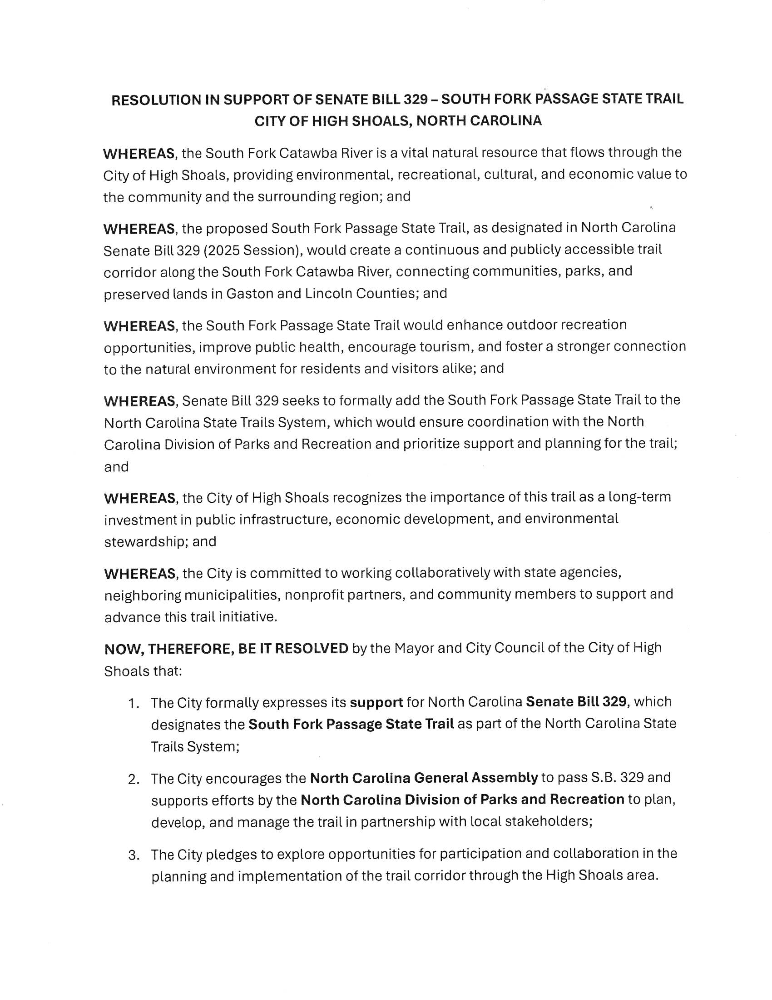 RESOLUTION IN SUPPORT OF SENATE BILL 329 – SOUTH FORK PASSAGE STATE TRAIL
CITY OF HIGH SHOALS, NORTH CAROLINA
WHEREAS, the South Fork Catawba River is a vital natural resource that flows through the
City of High Shoals, providing environmental, recreational, cultural, and economic value to
the community and the surrounding region; and
WHEREAS, the proposed South Fork Passage State Trail, as designated in North Carolina
Senate Bill 329 (2025 Session), would create a continuous and publicly accessible trail
corridor along the South Fork Catawba River, connecting communities, parks, and
preserved lands in Gaston and Lincoln Counties; and
WHEREAS, the South Fork Passage State Trail would enhance outdoor recreation
opportunities, improve public health, encourage tourism, and foster a stronger connection
to the natural environment for residents and visitors alike; and
WHEREAS, Senate Bill 329 seeks to formally add the South Fork Passage State Trail to the
North Carolina State Trails System, which would ensure coordination with the North
Carolina Division of Parks and Recreation and prioritize support and planning for the trail;
and
WHEREAS, the City of High Shoals recognizes the importance of this trail as a long-term
investment in public infrastructure, economic development, and environmental
stewardship; and
WHEREAS, the City is committed to working collaboratively with state agencies,
neighboring municipalities, nonprofit partners, and community members to support and
advance this trail initiative.
NOW, THEREFORE, BE IT RESOLVED by the Mayor and City Council of the City of High
Shoals that:
1. The City formally expresses its support for North Carolina Senate Bill 329, which
designates the South Fork Passage State Trail as part of the North Carolina State
Trails System;
2. The City encourages the North Carolina General Assembly to pass S.B. 329 and
supports efforts by the North Carolina Division of Parks and Recreation to plan,
develop, and manage the trail in partnership with local stakeholders;
3. The City pledges to explore opportunities for participation and collaboration in the
planning and implementation of the trail corridor through the High Shoals area.